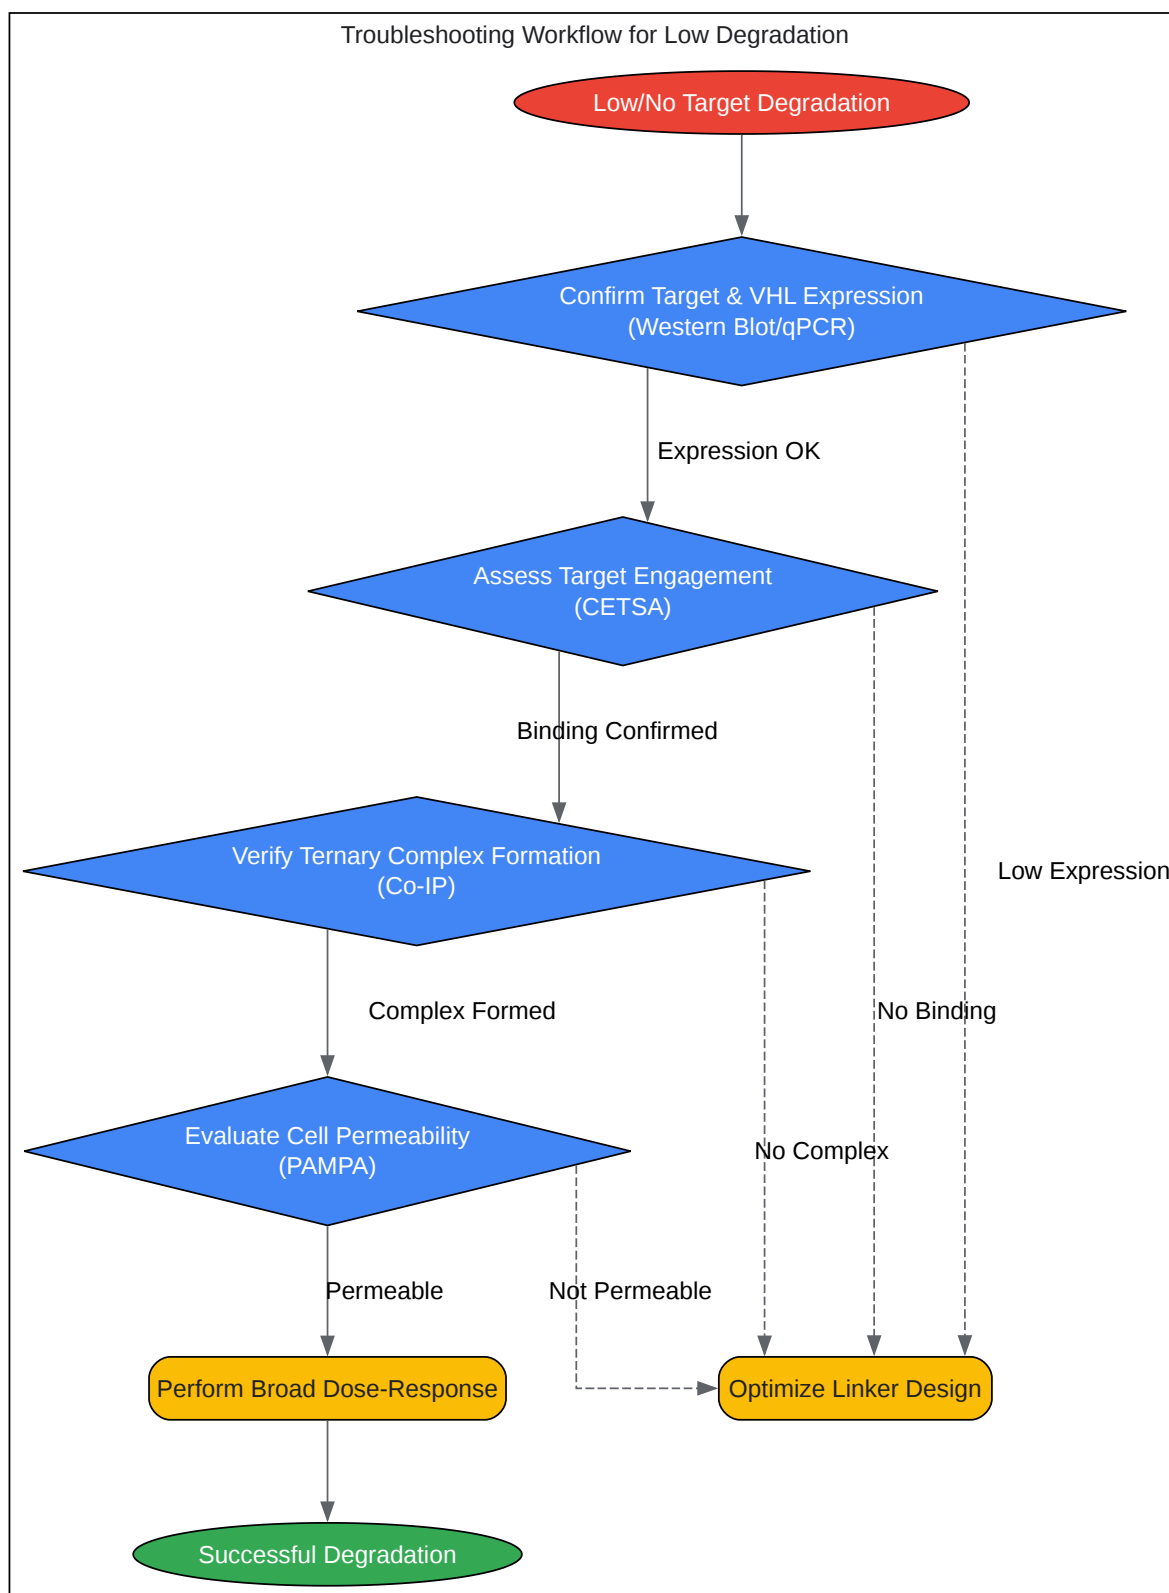 Troubleshooting Workflow for Low Degradation
Low/No Target Degradation
Confirm Target & VHL Expression
(Western Blot/qPCR)
Expression OK
Assess Target Engagement
(CETSA)
Binding Confirmed
Verify Ternary Complex Formation
(Co-IP)
Low Expression
Complex Formed
No Binding
Evaluate Cell Permeability
(PAMPA)
No Complex
Permeable
Not Permeable
Perform Broad Dose-Response
Optimize Linker Design
Successful Degradation